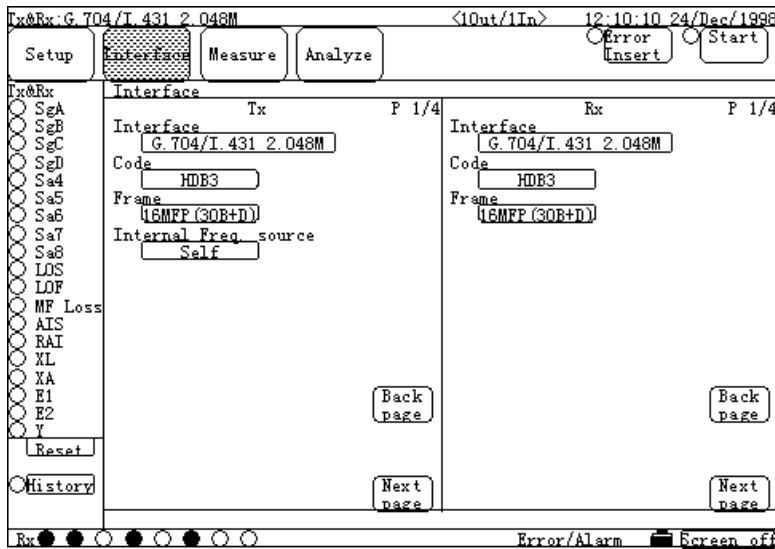 Tx&Rx:G.704/I.431 2.048M <1Out/1In> 12:10:10 24/Dec/1998
Setup Interface Measure Analyze Error Insert Start
Tx&Rx
SgA
SgB
SgC
SgD
Sa4
Sa5
Sa6
Sa7
Sa8
LOS
LOF
MF Loss
AIS
RAI
XL
XA
E1
E2
Y
Reset
History
Interface
Tx P 1/4
Interface
G.704/I.431 2.048M
Code
HDB3
Frame
16MFP(30B+D)
Internal Freq. source
Self
Back page
Next page
Rx P 1/4
Interface
G.704/I.431 2.048M
Code
HDB3
Frame
16MFP(30B+D)
Back page
Next page
Rx Error/Alarm Screen off